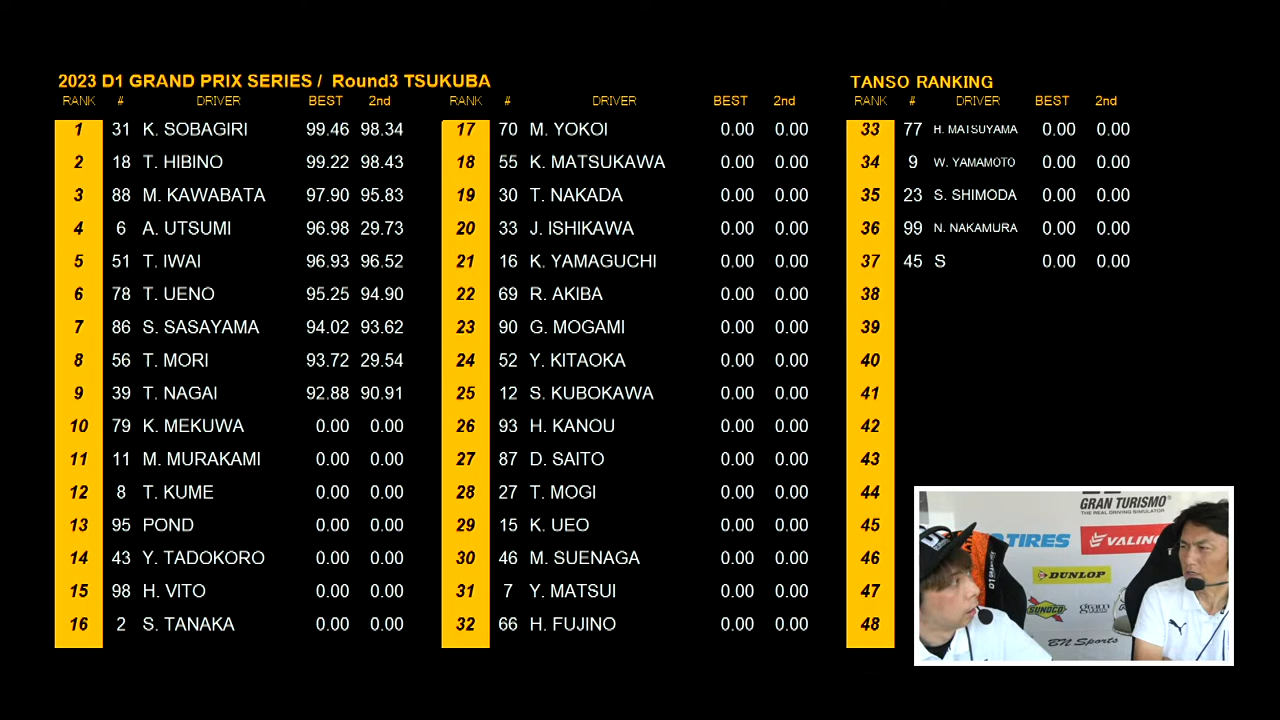 2023 D1 GRAND PRIX SERIES / Round3 TSUKUBA
RANK # DRIVER BEST 2nd
1 31 K. SOBAGIRI 99.46 98.34
2 18 T. HIBINO 99.22 98.43
3 88 M. KAWABATA 97.90 95.83
4 6 A. UTSUMI 96.98 29.73
5 51 T. IWAI 96.93 96.52
6 78 T. UENO 95.25 94.90
7 86 S. SASAYAMA 94.02 93.62
8 56 T. MORI 93.72 29.54
9 39 T. NAGAI 92.88 90.91
10 79 K. MEKUWA 0.00 0.00
11 11 M. MURAKAMI 0.00 0.00
12 8 T. KUME 0.00 0.00
13 95 POND 0.00 0.00
14 43 Y. TADOKORO 0.00 0.00
15 98 H. VITO 0.00 0.00
16 2 S. TANAKA 0.00 0.00
RANK # DRIVER BEST 2nd
17 70 M. YOKOI 0.00 0.00
18 55 K. MATSUKAWA 0.00 0.00
19 30 T. NAKADA 0.00 0.00
20 33 J. ISHIKAWA 0.00 0.00
21 16 K. YAMAGUCHI 0.00 0.00
22 69 R. AKIBA 0.00 0.00
23 90 G. MOGAMI 0.00 0.00
24 52 Y. KITAOKA 0.00 0.00
25 12 S. KUBOKAWA 0.00 0.00
26 93 H. KANOU 0.00 0.00
27 87 D. SAITO 0.00 0.00
28 27 T. MOGI 0.00 0.00
29 15 K. UEO 0.00 0.00
30 46 M. SUENAGA 0.00 0.00
31 7 Y. MATSUI 0.00 0.00
32 66 H. FUJINO 0.00 0.00
TANSO RANKING
RANK # DRIVER BEST 2nd
33 77 H. MATSUYAMA 0.00 0.00
34 9 W. YAMAMOTO 0.00 0.00
35 23 S. SHIMODA 0.00 0.00
36 99 N. NAKAMURA 0.00 0.00
37 45 S 0.00 0.00
38
39
40
41
42
43
44
45
46
47
48
GRAN TURISMO
THE REAL DRIVING SIMULATOR
TIRES
VALINO
DUNLOP
SUNOCO
BN Sports